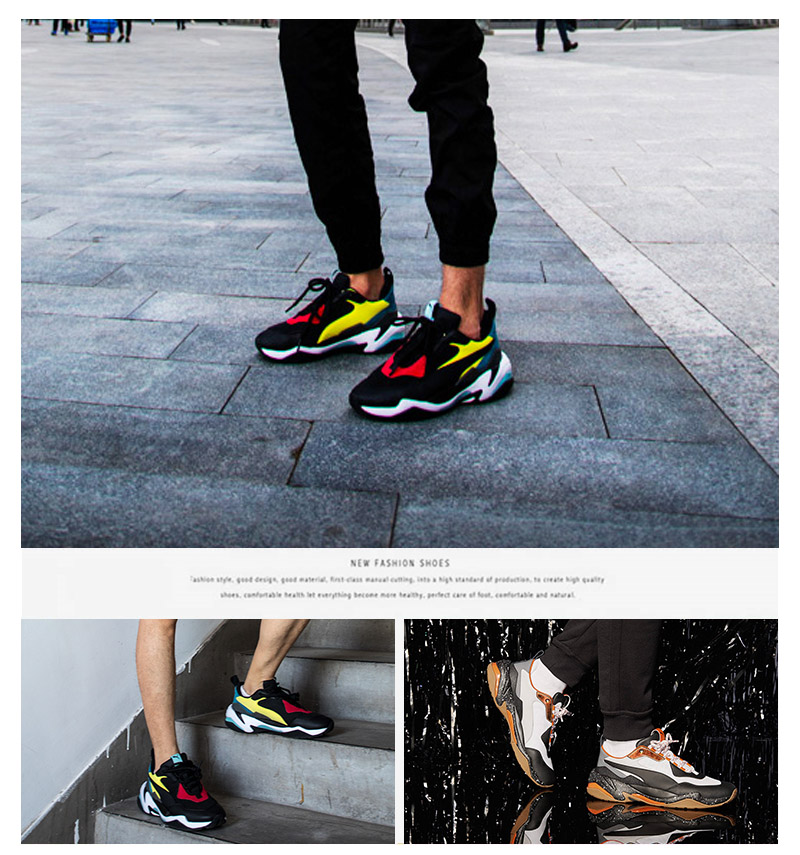 NEW FASHION SHOES
Fashion style, good design, good material, first-class manual-cutting, into a high standard of production, to create high quality
shoes, comfortable health let everything become more healthy, perfect care of foot, comfortable and natural.